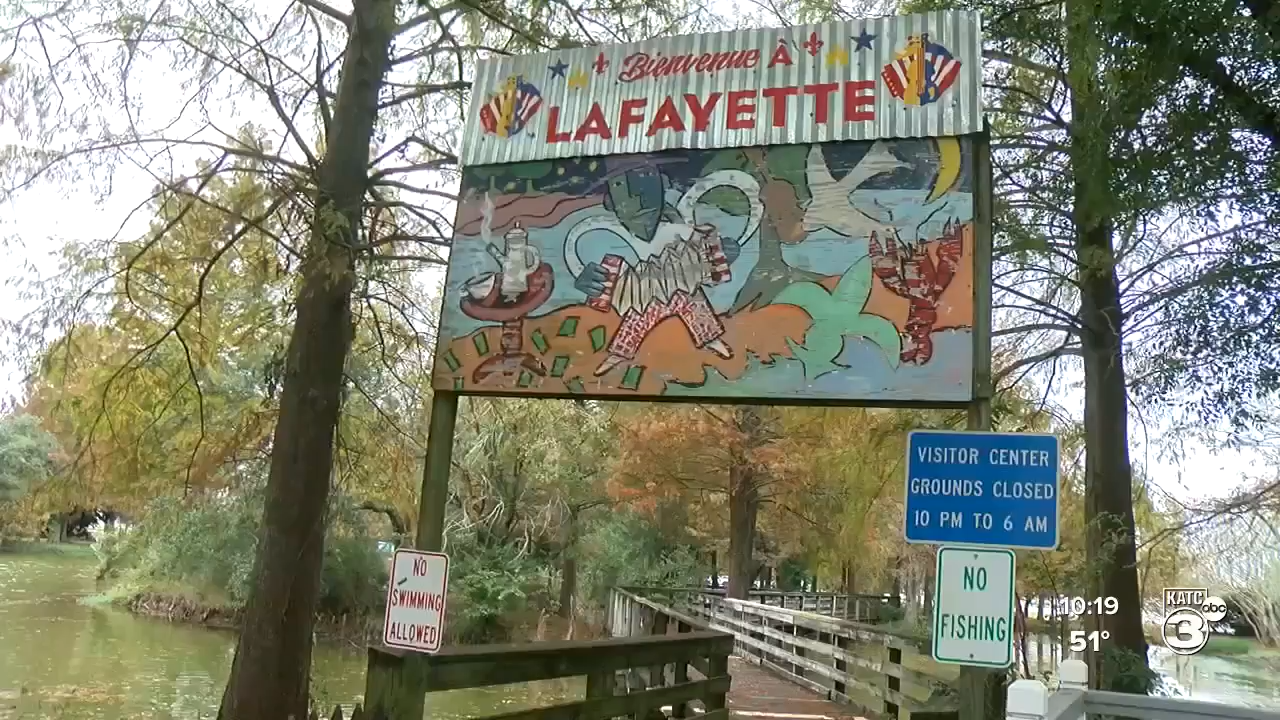 Bienvenue À
LAFAYETTE
VISITOR CENTER
GROUNDS CLOSED
10 PM TO 6 AM
NO
SWIMMING
ALLOWED
NO
FISHING
10:19
51°
KATC
abc
3